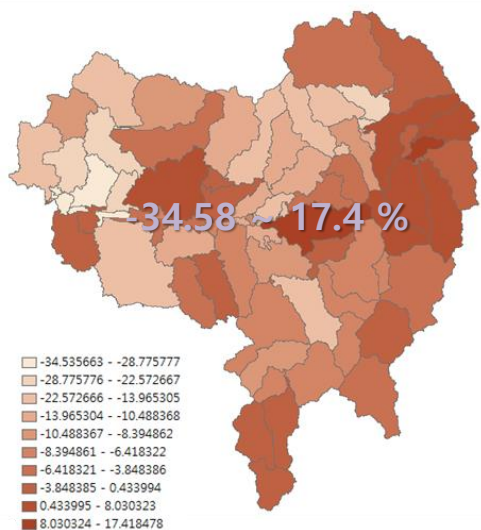 -34.58 ~ 17.4 %
-34.535663 - -28.775777
-28.775776 - -22.572667
-22.572666 - -13.965305
-13.965304 - -10.488368
-10.488367 - -8.394862
-8.394861 - -6.418322
-6.418321 - -3.848386
-3.848385 - 0.433994
0.433995 - 8.030323
8.030324 - 17.418478